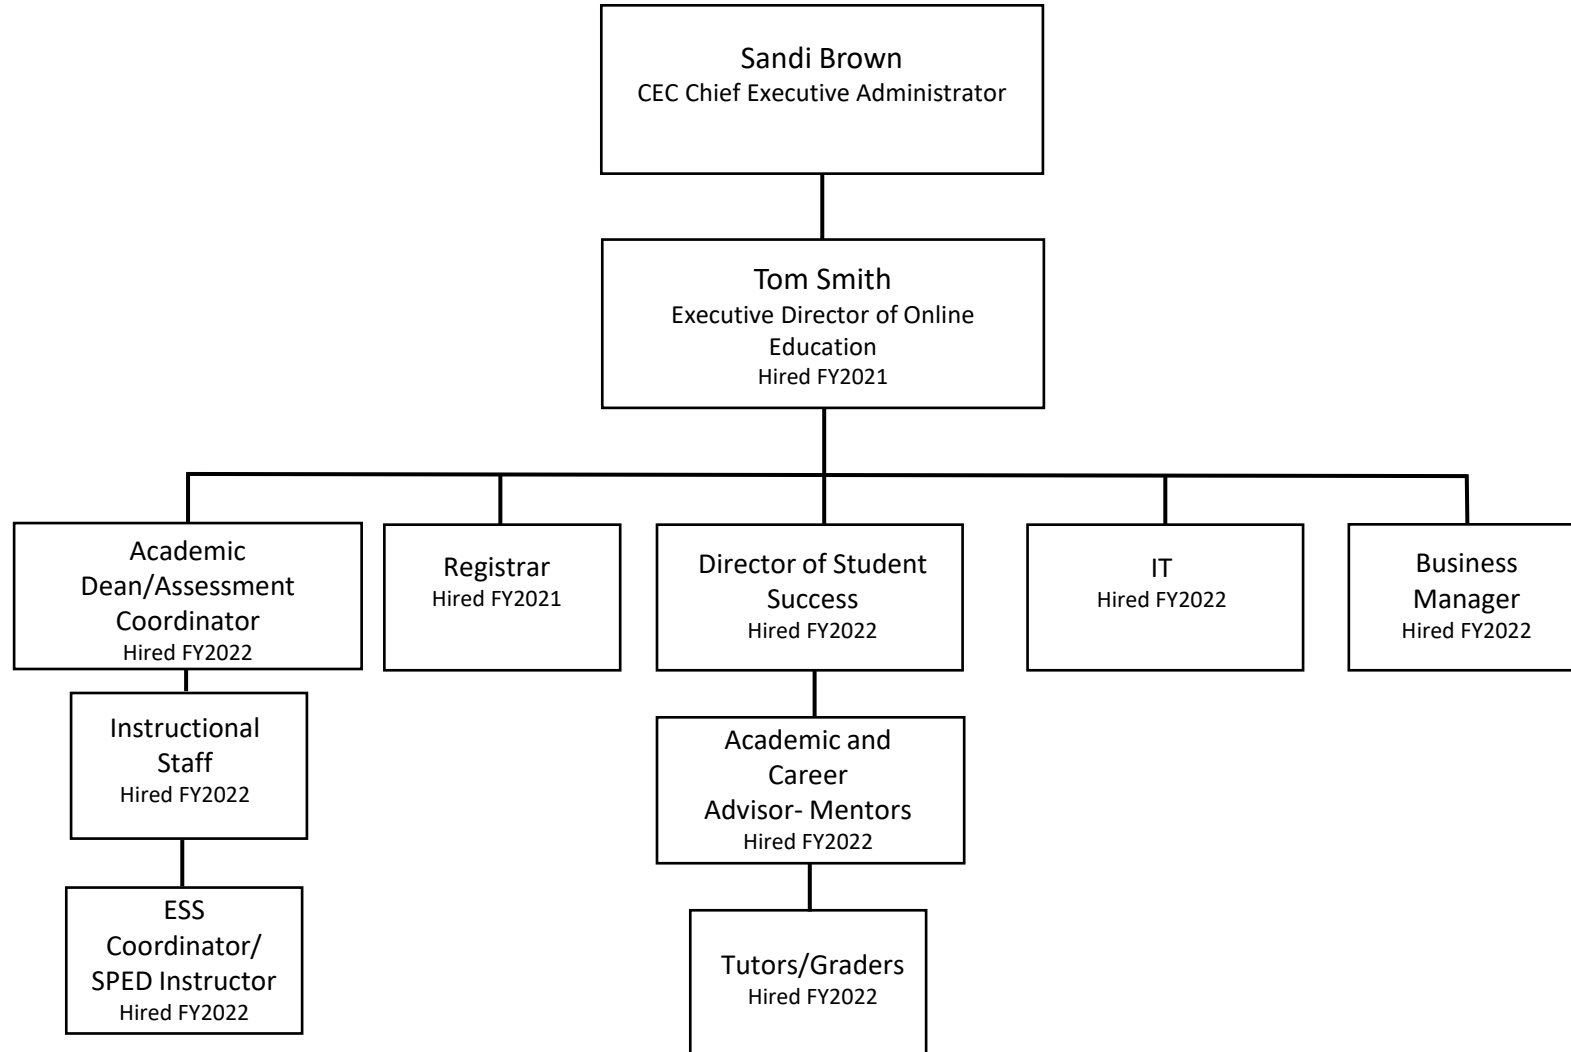 Sandi Brown
CEC Chief Executive Administrator
Tom Smith
Executive Director of Online
Education
Hired FY2021
Academic
Dean/Assessment
Coordinator
Hired FY2022
Registrar
Hired FY2021
Director of Student
Success
Hired FY2022
IT
Hired FY2022
Business
Manager
Hired FY2022
Instructional
Staff
Hired FY2022
Academic and
Career
Advisor- Mentors
Hired FY2022
ESS
Coordinator/
SPED Instructor
Hired FY2022
Tutors/Graders
Hired FY2022